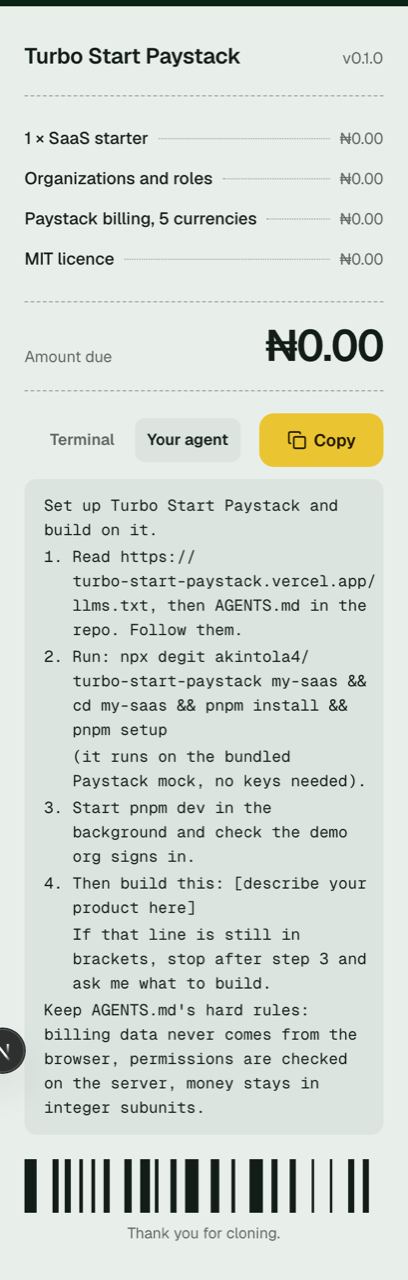 Turbo Start Paystack v0.1.0
1 × SaaS starter ₦0.00
Organizations and roles ₦0.00
Paystack billing, 5 currencies ₦0.00
MIT licence ₦0.00
Amount due ₦0.00
Terminal Your agent Copy
Set up Turbo Start Paystack and
build on it.
1. Read https://
turbo-start-paystack.vercel.app/
llms.txt, then AGENTS.md in the
repo. Follow them.
2. Run: npx degit akintola4/
turbo-start-paystack my-saas &&
cd my-saas && pnpm install &&
pnpm setup
(it runs on the bundled
Paystack mock, no keys needed).
3. Start pnpm dev in the
background and check the demo
org signs in.
4. Then build this: [describe your
product here]
If that line is still in
brackets, stop after step 3 and
ask me what to build.
Keep AGENTS.md's hard rules:
billing data never comes from the
browser, permissions are checked
on the server, money stays in
integer subunits.
N
Thank you for cloning.